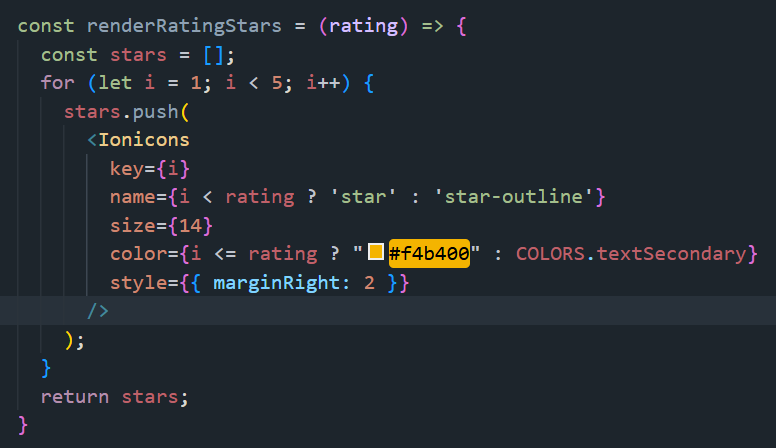 const renderRatingStars = (rating) => {
  const stars = [];
  for (let i = 1; i < 5; i++) {
    stars.push(
      <Ionicons
        key={i}
        name={i < rating ? 'star' : 'star-outline'}
        size={14}
        color={i <= rating ? "#f4b400" : COLORS.textSecondary}
        style={{ marginRight: 2 }}
      />
    );
  }
  return stars;
}